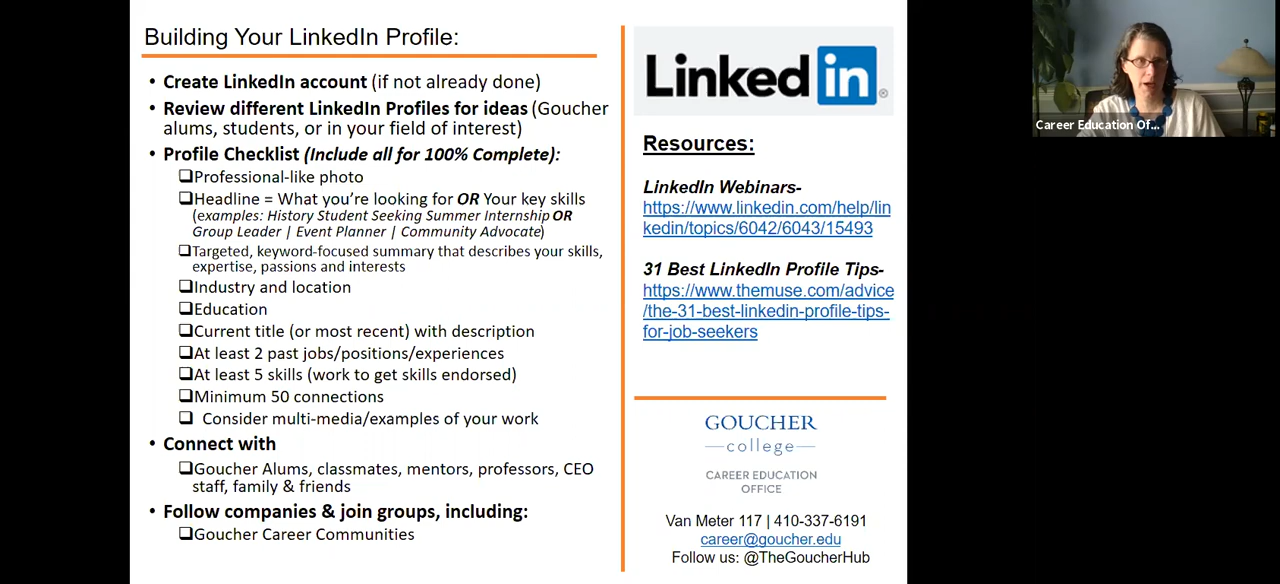 Building Your LinkedIn Profile:
• Create LinkedIn account (if not already done)
• Review different LinkedIn Profiles for ideas (Goucher
alums, students, or in your field of interest)
• Profile Checklist (Include all for 100% Complete):
❑Professional-like photo
❑Headline = What you’re looking for OR Your key skills
(examples: History Student Seeking Summer Internship OR
Group Leader | Event Planner | Community Advocate)
❑Targeted, keyword-focused summary that describes your skills,
expertise, passions and interests
❑Industry and location
❑Education
❑Current title (or most recent) with description
❑At least 2 past jobs/positions/experiences
❑At least 5 skills (work to get skills endorsed)
❑Minimum 50 connections
❑ Consider multi-media/examples of your work
• Connect with
❑Goucher Alums, classmates, mentors, professors, CEO
staff, family & friends
• Follow companies & join groups, including:
❑Goucher Career Communities
Linked in®
Resources:
LinkedIn Webinars-
https://www.linkedin.com/help/lin
kedin/topics/6042/6043/15493
31 Best LinkedIn Profile Tips-
https://www.themuse.com/advice
/the-31-best-linkedin-profile-tips-
for-job-seekers
GOUCHER
—college—
CAREER EDUCATION
OFFICE
Van Meter 117 | 410-337-6191
career@goucher.edu
Follow us: @TheGoucherHub
Career Education Of...